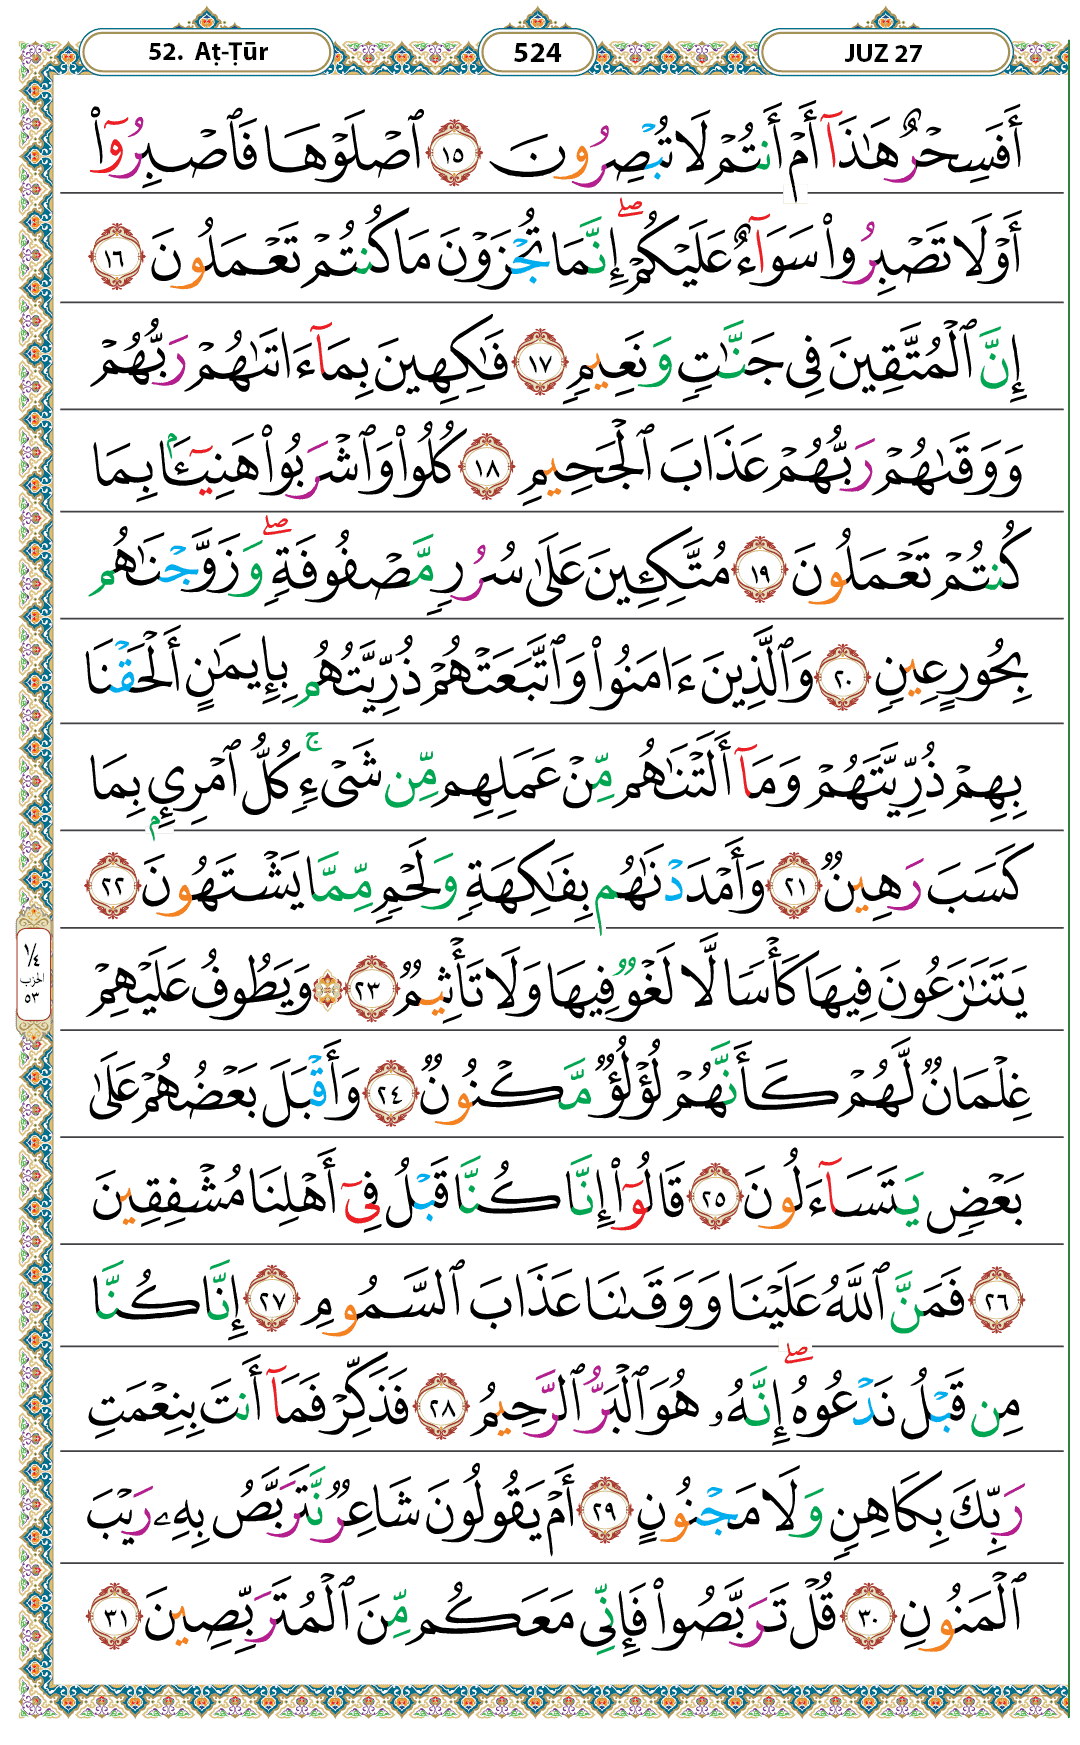 52. Aṭ-Ṭūr
524
JUZ 27
أَفَسِحْرٌ هَٰذَآ أَمْ أَنتُمْ لَا تُبْصِرُونَ ١٥ ٱصْلَوْهَا فَٱصْبِرُوٓا۟
أَوْ لَا تَصْبِرُوا۟ سَوَآءٌ عَلَيْكُمْ ۖ إِنَّمَا تُجْزَوْنَ مَا كُنتُمْ تَعْمَلُونَ ١٦
إِنَّ ٱلْمُتَّقِينَ فِى جَنَّٰتٍ وَنَعِيمٍ ١٧ فَٰكِهِينَ بِمَآ ءَاتَىٰهُمْ رَبُّهُمْ
وَوَقَىٰهُمْ رَبُّهُمْ عَذَابَ ٱلْجَحِيمِ ١٨ كُلُوا۟ وَٱشْرَبُوا۟ هَنِيٓـَٔۢا بِمَا
كُنتُمْ تَعْمَلُونَ ١٩ مُتَّكِـِٔينَ عَلَىٰ سُرُرٍ مَّصْفُوفَةٍ ۖ وَزَوَّجْنَٰهُم
بِحُورٍ عِينٍ ٢٠ وَٱلَّذِينَ ءَامَنُوا۟ وَٱتَّبَعَتْهُمْ ذُرِّيَّتُهُم بِإِيمَٰنٍ أَلْحَقْنَا
بِهِمْ ذُرِّيَّتَهُمْ وَمَآ أَلَتْنَٰهُم مِّنْ عَمَلِهِم مِّن شَىْءٍ ۚ كُلُّ ٱمْرِئٍۭ بِمَا
كَسَبَ رَهِينٌ ٢١ وَأَمْدَدْنَٰهُم بِفَٰكِهَةٍ وَلَحْمٍ مِّمَّا يَشْتَهُونَ ٢٢
١/٤
الحزب
٥٣
يَتَنَٰزَعُونَ فِيهَا كَأْسًا لَّا لَغْوٌ فِيهَا وَلَا تَأْثِيمٌ ٢٣ ۞ وَيَطُوفُ عَلَيْهِمْ
غِلْمَانٌ لَّهُمْ كَأَنَّهُمْ لُؤْلُؤٌ مَّكْنُونٌ ٢٤ وَأَقْبَلَ بَعْضُهُمْ عَلَىٰ
بَعْضٍ يَتَسَآءَلُونَ ٢٥ قَالُوٓا۟ إِنَّا كُنَّا قَبْلُ فِىٓ أَهْلِنَا مُشْفِقِينَ
٢٦ فَمَنَّ ٱللَّهُ عَلَيْنَا وَوَقَىٰنَا عَذَابَ ٱلسَّمُومِ ٢٧ إِنَّا كُنَّا
مِن قَبْلُ نَدْعُوهُ ۖ إِنَّهُۥ هُوَ ٱلْبَرُّ ٱلرَّحِيمُ ٢٨ فَذَكِّرْ فَمَآ أَنتَ بِنِعْمَتِ
رَبِّكَ بِكَاهِنٍ وَلَا مَجْنُونٍ ٢٩ أَمْ يَقُولُونَ شَاعِرٌ نَّتَرَبَّصُ بِهِۦ رَيْبَ
ٱلْمَنُونِ ٣٠ قُلْ تَرَبَّصُوا۟ فَإِنِّى مَعَكُم مِّنَ ٱلْمُتَرَبِّصِينَ ٣١